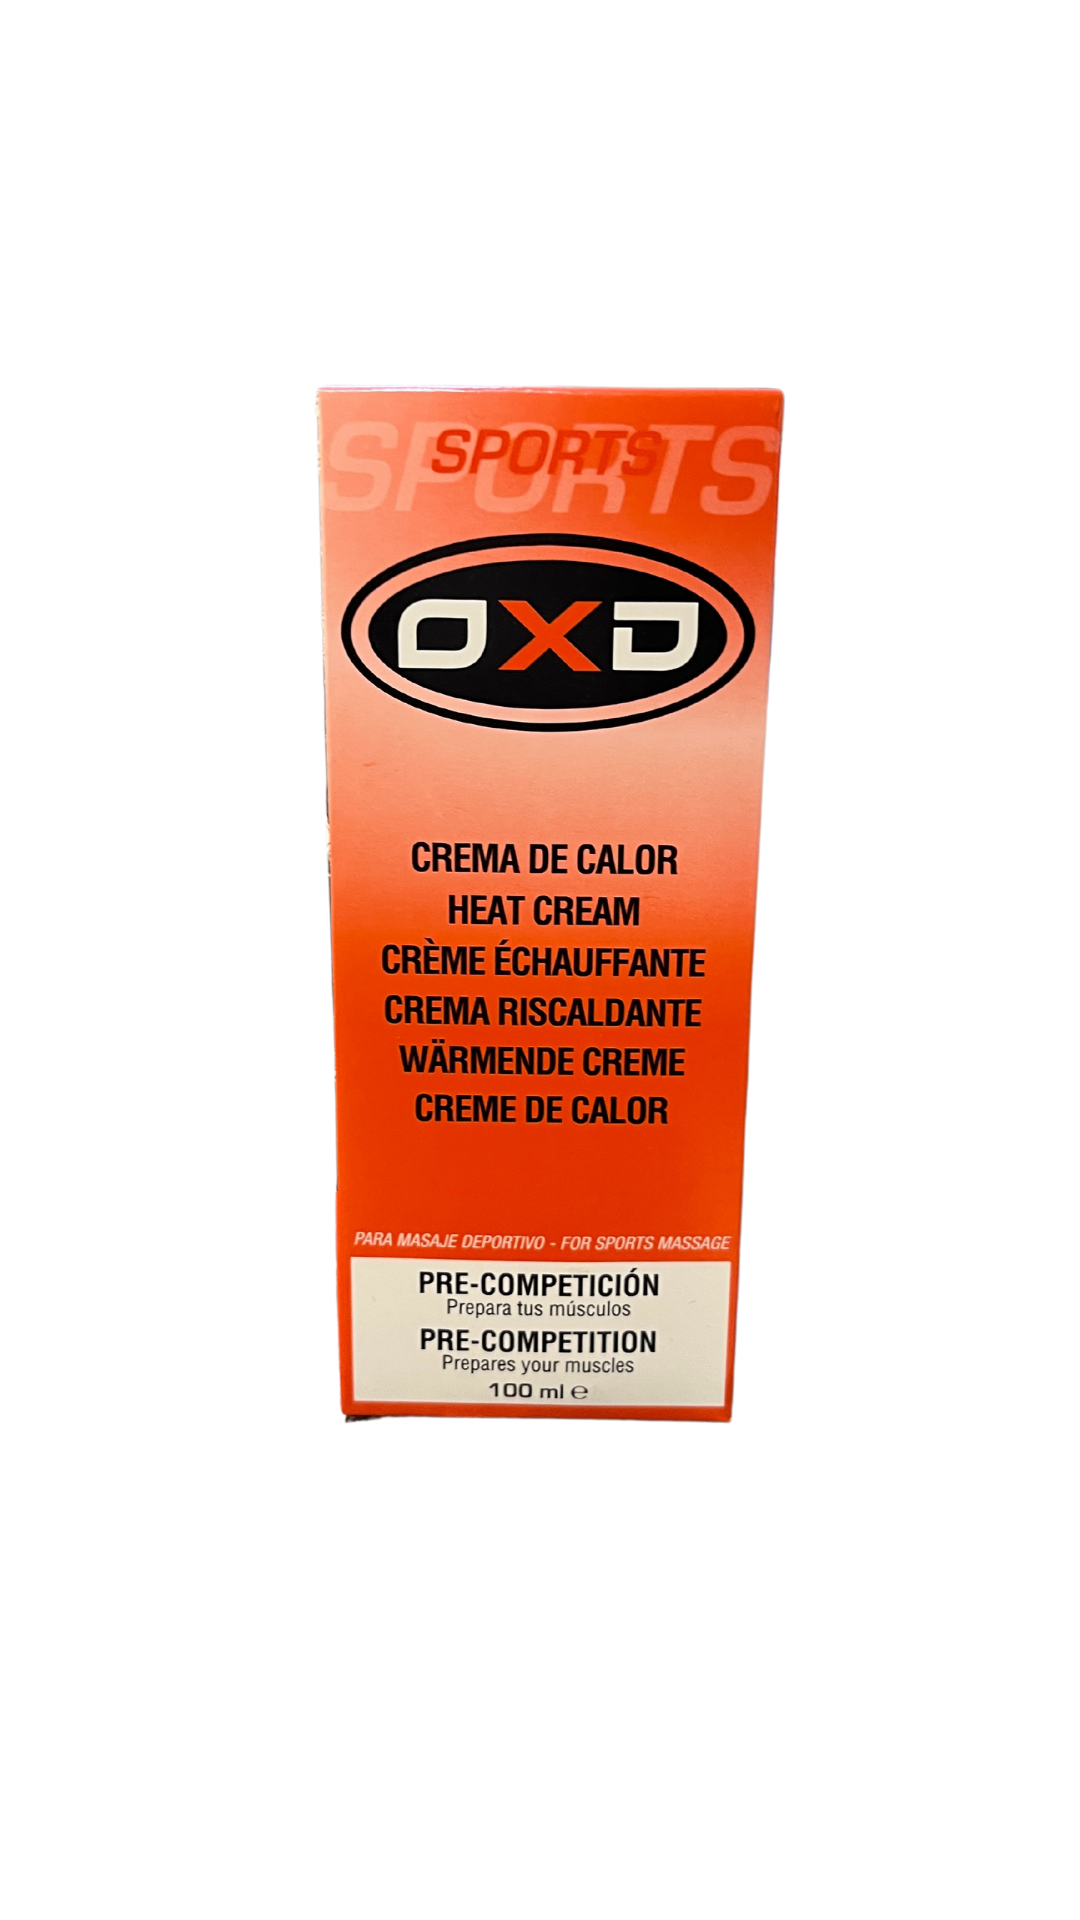 SPORTS
SPORTS
OXD
CREMA DE CALOR
HEAT CREAM
CRÈME ÉCHAUFFANTE
CREMA RISCALDANTE
WÄRMENDE CREME
CREME DE CALOR
PARA MASAJE DEPORTIVO - FOR SPORTS MASSAGE
PRE-COMPETICIÓN
Prepara tus músculos
PRE-COMPETITION
Prepares your muscles
100 ml ℮